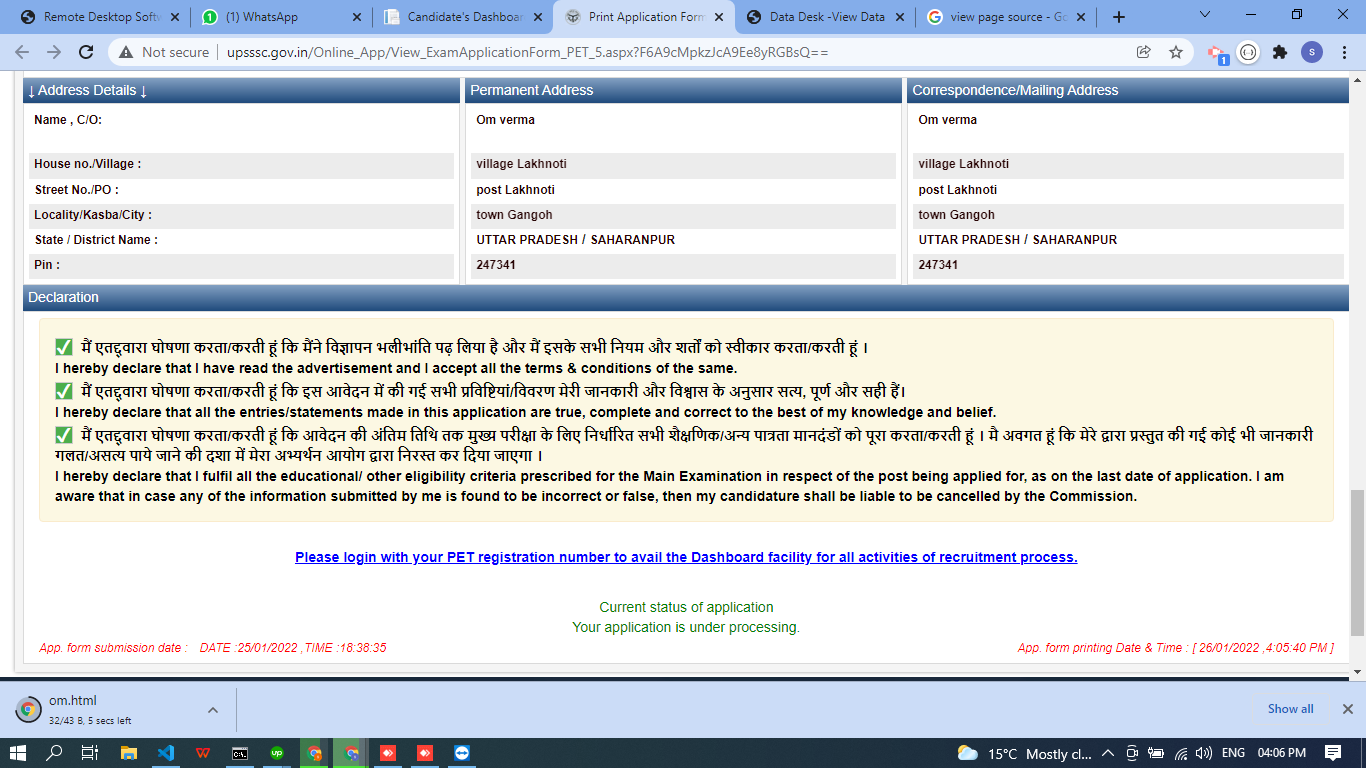 Remote Desktop Softw
(1) WhatsApp
Candidate's Dashboar
Print Application Form
Data Desk -View Data
view page source - Go
Not secure
upsssc.gov.in/Online_App/View_ExamApplicationForm_PET_5.aspx?F6A9cMpkzJcA9Ee8yRGBsQ==
1
S
↓ Address Details ↓ Permanent Address Correspondence/Mailing Address
Name , C/O: Om verma Om verma
House no./Village : village Lakhnoti village Lakhnoti
Street No./PO : post Lakhnoti post Lakhnoti
Locality/Kasba/City : town Gangoh town Gangoh
State / District Name : UTTAR PRADESH / SAHARANPUR UTTAR PRADESH / SAHARANPUR
Pin : 247341 247341
Declaration
मैं एतद्द्वारा घोषणा करता/करती हूं कि मैंने विज्ञापन भलीभांति पढ़ लिया है और मैं इसके सभी नियम और शर्तों को स्वीकार करता/करती हूं ।
I hereby declare that I have read the advertisement and I accept all the terms & conditions of the same.
मैं एतद्द्वारा घोषणा करता/करती हूं कि इस आवेदन में की गई सभी प्रविष्टियां/विवरण मेरी जानकारी और विश्वास के अनुसार सत्य, पूर्ण और सही हैं।
I hereby declare that all the entries/statements made in this application are true, complete and correct to the best of my knowledge and belief.
मैं एतद्द्वारा घोषणा करता/करती हूं कि आवेदन की अंतिम तिथि तक मुख्य परीक्षा के लिए निर्धारित सभी शैक्षणिक/अन्य पात्रता मानदंडों को पूरा करता/करती हूं । मै अवगत हूं कि मेरे द्वारा प्रस्तुत की गई कोई भी जानकारी
गलत/असत्य पाये जाने की दशा में मेरा अभ्यर्थन आयोग द्वारा निरस्त कर दिया जाएगा ।
I hereby declare that I fulfil all the educational/ other eligibility criteria prescribed for the Main Examination in respect of the post being applied for, as on the last date of application. I am
aware that in case any of the information submitted by me is found to be incorrect or false, then my candidature shall be liable to be cancelled by the Commission.
Please login with your PET registration number to avail the Dashboard facility for all activities of recruitment process.
Current status of application
Your application is under processing.
App. form submission date : DATE :25/01/2022 ,TIME :18:38:35 App. form printing Date & Time : [ 26/01/2022 ,4:05:40 PM ]
om.html
32/43 B, 5 secs left
Show all
15°C Mostly cl... ENG 04:06 PM